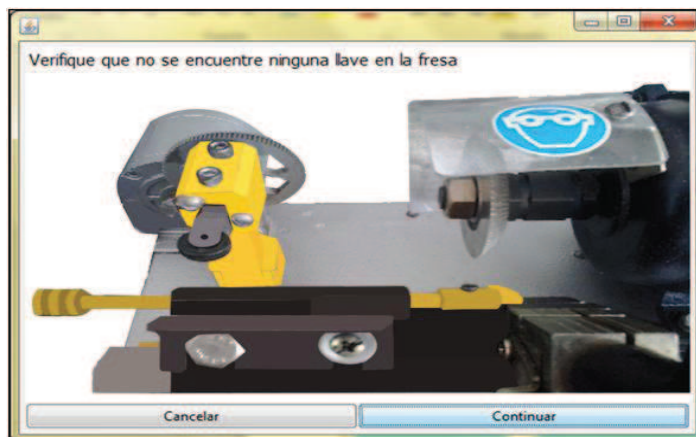 Verifique que no se encuentre ninguna llave en la fresa
Cancelar
Continuar